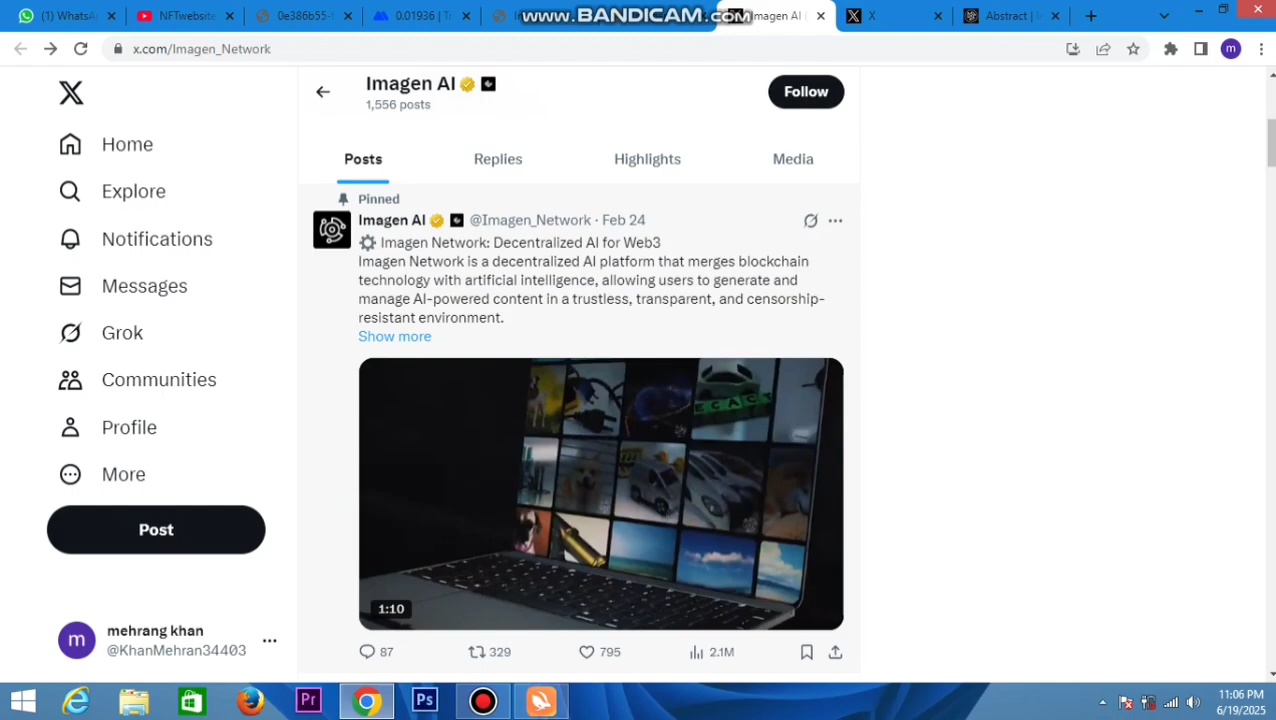 (1) WhatsA
NFTwebsite
0e386b55-
0.01936 | T
www.BANDICAM.com
Imagen AI
X
Abstract |
x.com/Imagen_Network
m
Imagen AI
1,556 posts
Follow
Home
Explore
Notifications
Messages
Grok
Communities
Profile
More
Post
m
mehrang khan
@KhanMehran34403
Posts Replies Highlights Media
Pinned
Imagen AI @Imagen_Network · Feb 24
Imagen Network: Decentralized AI for Web3
Imagen Network is a decentralized AI platform that merges blockchain
technology with artificial intelligence, allowing users to generate and
manage AI-powered content in a trustless, transparent, and censorship-
resistant environment.
Show more
1:10
87 329 795 2.1M
Pr
Ps
11:06 PM
6/19/2025